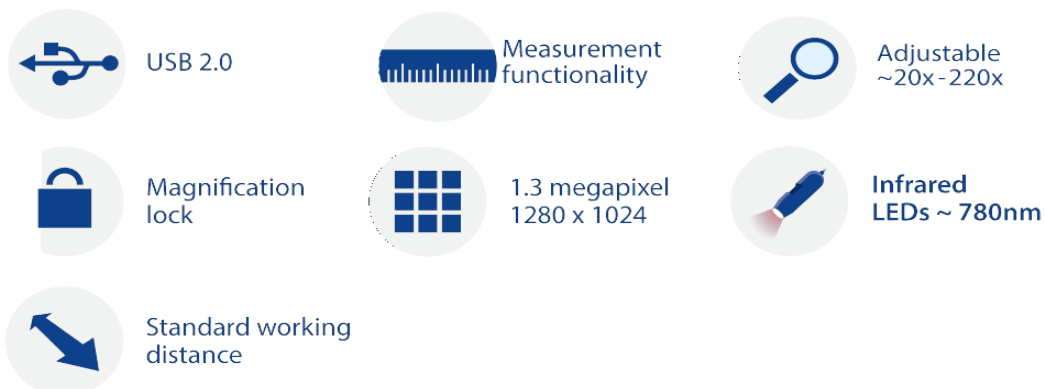 USB 2.0
Measurement
functionality
Adjustable
~20x-220x
Magnification
lock
1.3 megapixel
1280 x 1024
Infrared
LEDs ~ 780nm
Standard working
distance